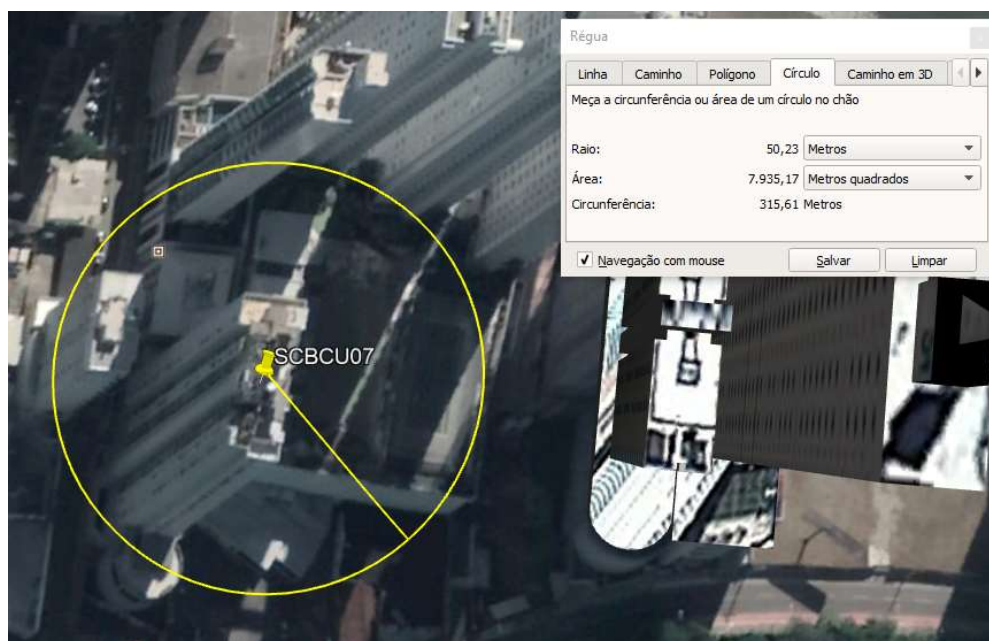 Régua
Linha Caminho Polígono Círculo Caminho em 3D
Meça a circunferência ou área de um círculo no chão
Raio: 50,23 Metros
Área: 7.935,17 Metros quadrados
Circunferência: 315,61 Metros
Navegação com mouse Salvar Limpar
SCBCU07